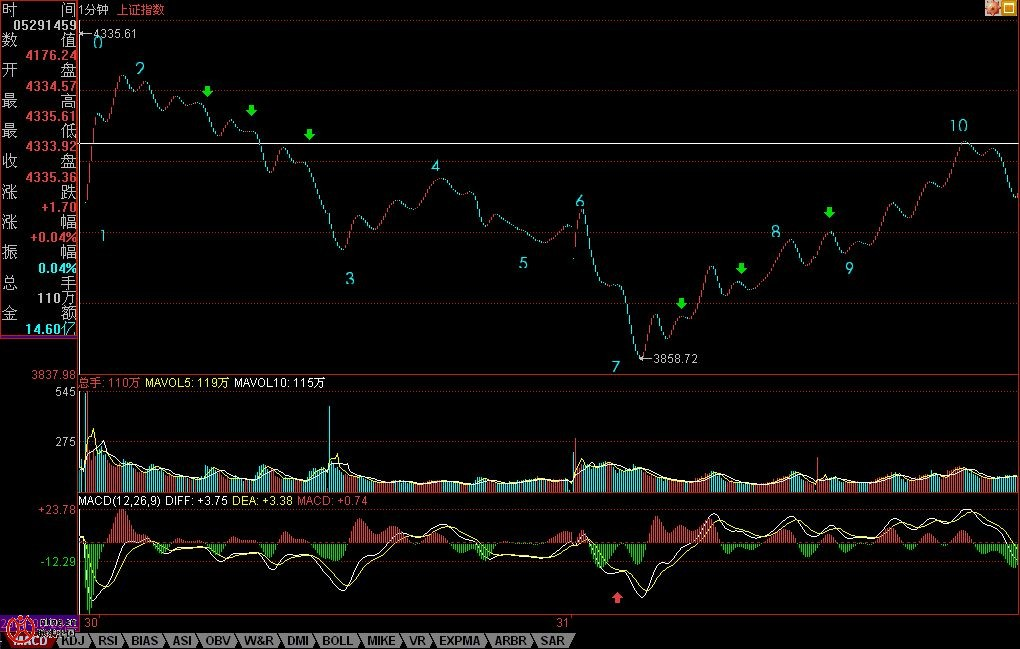 时 间
05291459
数 值
4176.24
开 盘
4334.57
最 高
4335.61
最 低
4333.92
收 盘
4335.36
涨 跌
+1.70
涨 幅
+0.04%
振 幅
0.04%
总 手
110万
金 额
14.60亿
1分钟 上证指数
4335.61
0
2
1
3
4
5
6
7
3858.72
8
9
10
3837.98
总手: 110万 MAVOL5: 119万 MAVOL10: 115万
545
275
MACD(12,26,9) DIFF: +3.75 DEA: +3.38 MACD: +0.74
+23.78
-12.29
30 31
MACD KDJ RSI BIAS ASI OBV W&R DMI BOLL MIKE VR EXPMA ARBR SAR